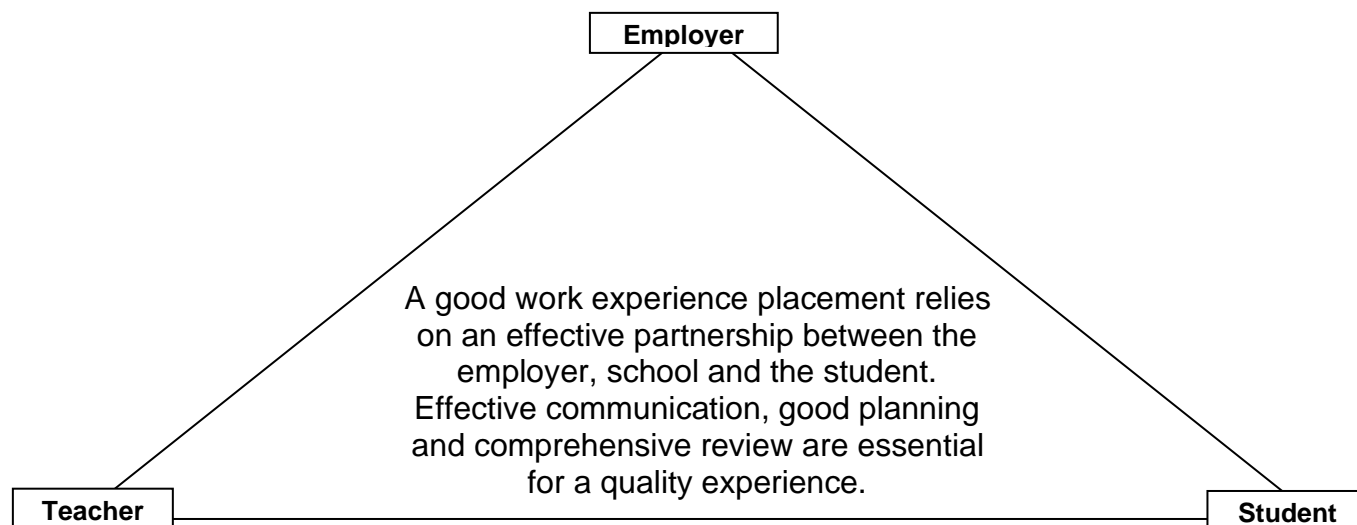 Employer
A good work experience placement relies
on an effective partnership between the
employer, school and the student.
Effective communication, good planning
and comprehensive review are essential
for a quality experience.
Teacher
Student